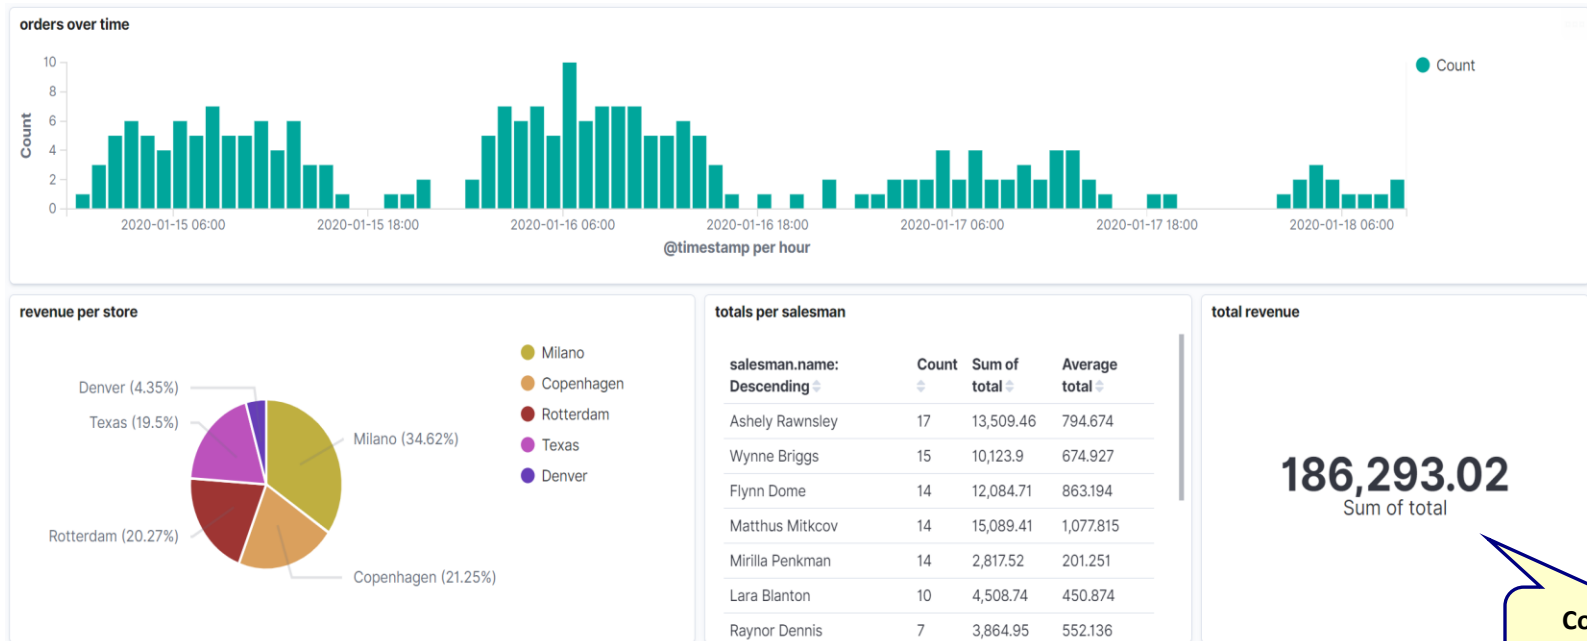 orders over time
10
8
6
4
2
0
Count
Count
2020-01-15 06:00 2020-01-15 18:00 2020-01-16 06:00 2020-01-16 18:00 2020-01-17 06:00 2020-01-17 18:00 2020-01-18 06:00
@timestamp per hour
revenue per store
Denver (4.35%)
Texas (19.5%)
Milano (34.62%)
Rotterdam (20.27%)
Copenhagen (21.25%)
Milano
Copenhagen
Rotterdam
Texas
Denver
totals per salesman
salesman.name: Descending Count Sum of total Average total
Ashely Rawnsley 17 13,509.46 794.674
Wynne Briggs 15 10,123.9 674.927
Flynn Dome 14 12,084.71 863.194
Matthus Mitkcov 14 15,089.41 1,077.815
Mirilla Penkman 14 2,817.52 201.251
Lara Blanton 10 4,508.74 450.874
Raynor Dennis 7 3,864.95 552.136
total revenue
186,293.02
Sum of total